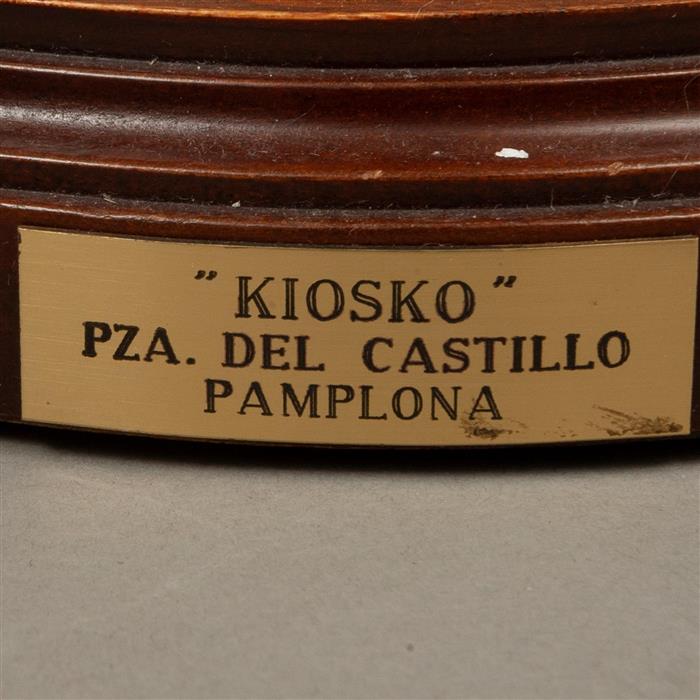 "KIOSKO"
PZA. DEL CASTILLO
PAMPLONA